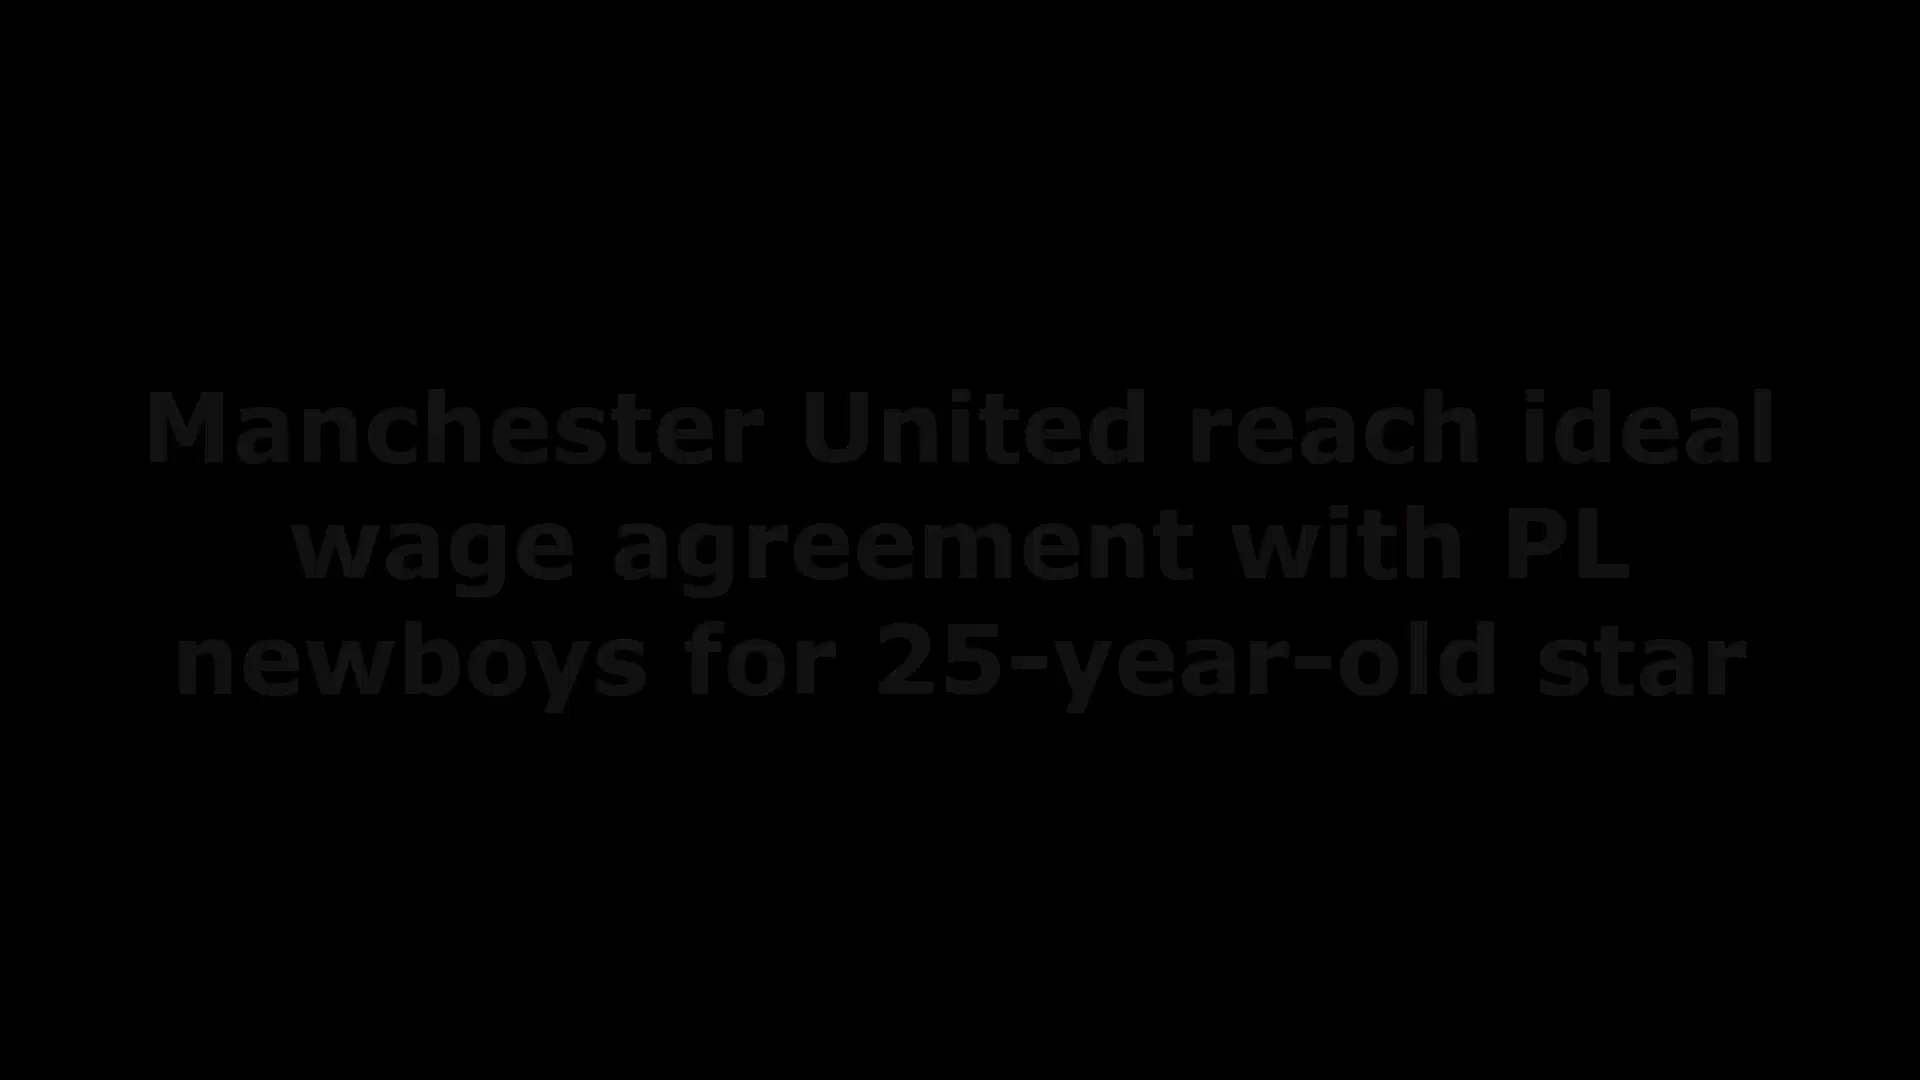 Manchester United reach ideal
wage agreement with PL
newboys for 25-year-old star